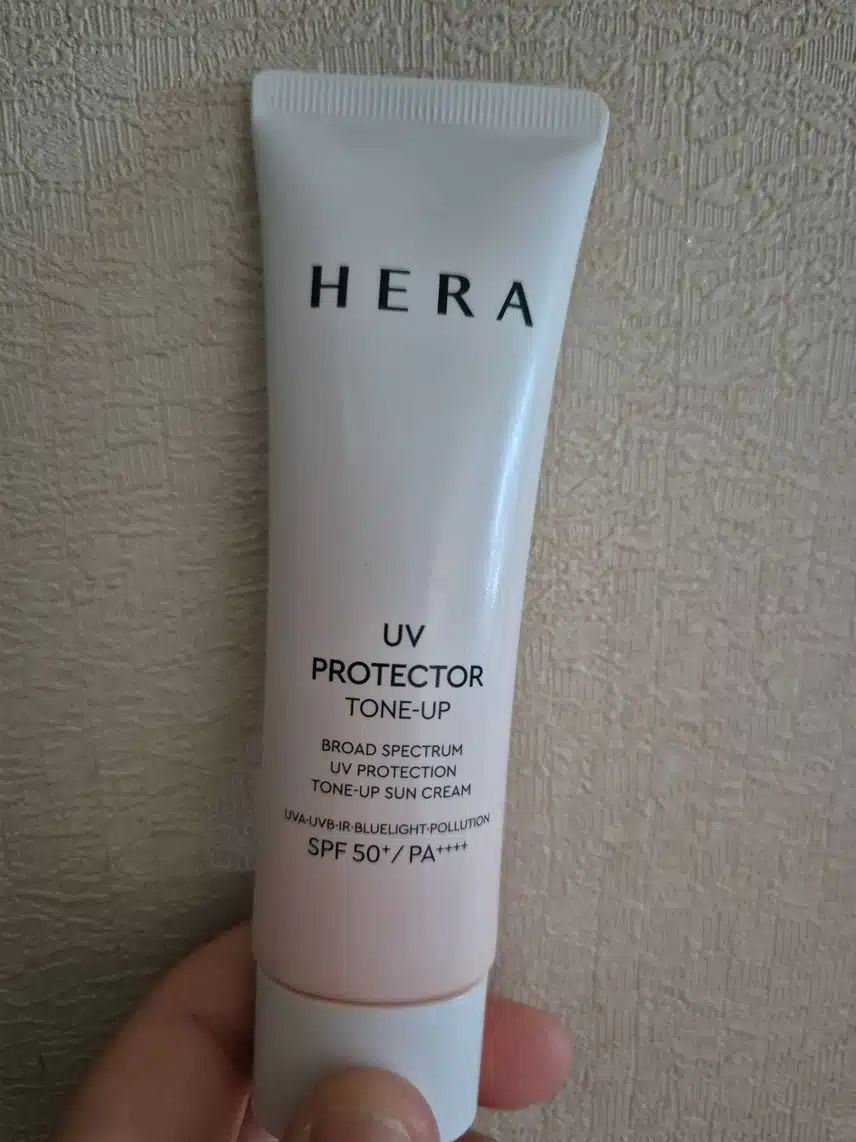 HERA
UV
PROTECTOR
TONE-UP
BROAD SPECTRUM
UV PROTECTION
TONE-UP SUN CREAM
UVA·UVB·IR·BLUELIGHT·POLLUTION
SPF 50⁺/ PA⁺⁺⁺⁺